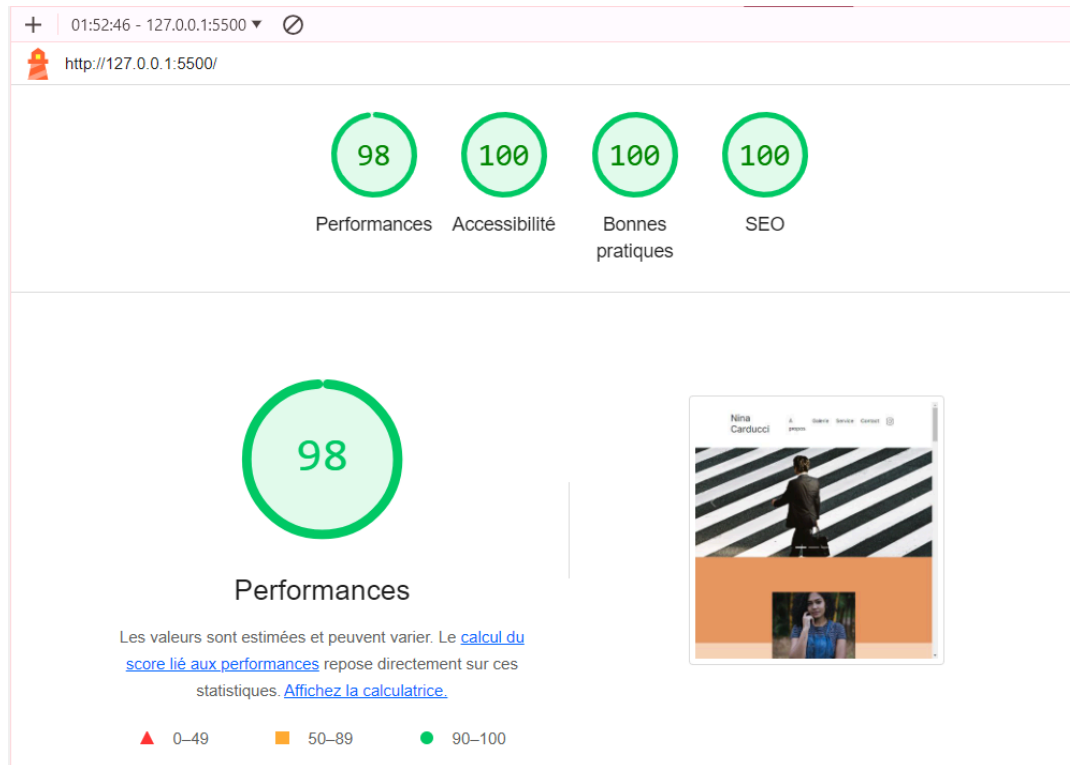 01:52:46 - 127.0.0.1:5500
http://127.0.0.1:5500/
98 100 100 100
Performances Accessibilité Bonnes pratiques SEO
98
Nina Carducci
A propos Galerie Service Contact
Performances
Les valeurs sont estimées et peuvent varier. Le calcul du
score lié aux performances repose directement sur ces
statistiques. Affichez la calculatrice.
0–49 50–89 90–100